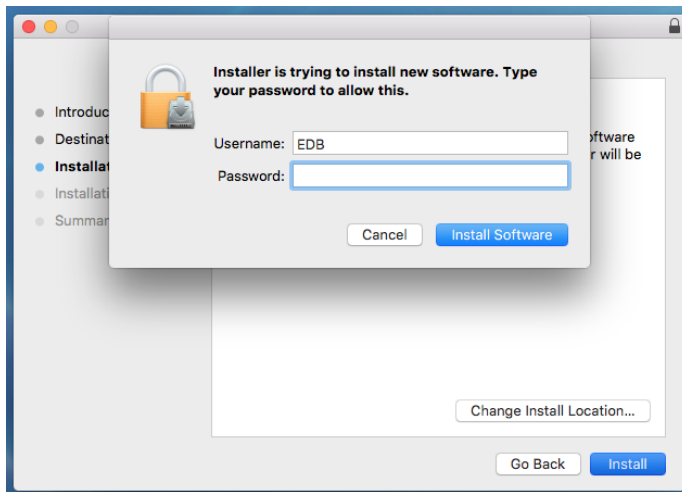 Installer is trying to install new software. Type
your password to allow this.
Username: EDB
Password:
Cancel
Install Software
Introduc
Destinat
Installat
Installati
Summar
oftware
r will be
Change Install Location...
Go Back
Install